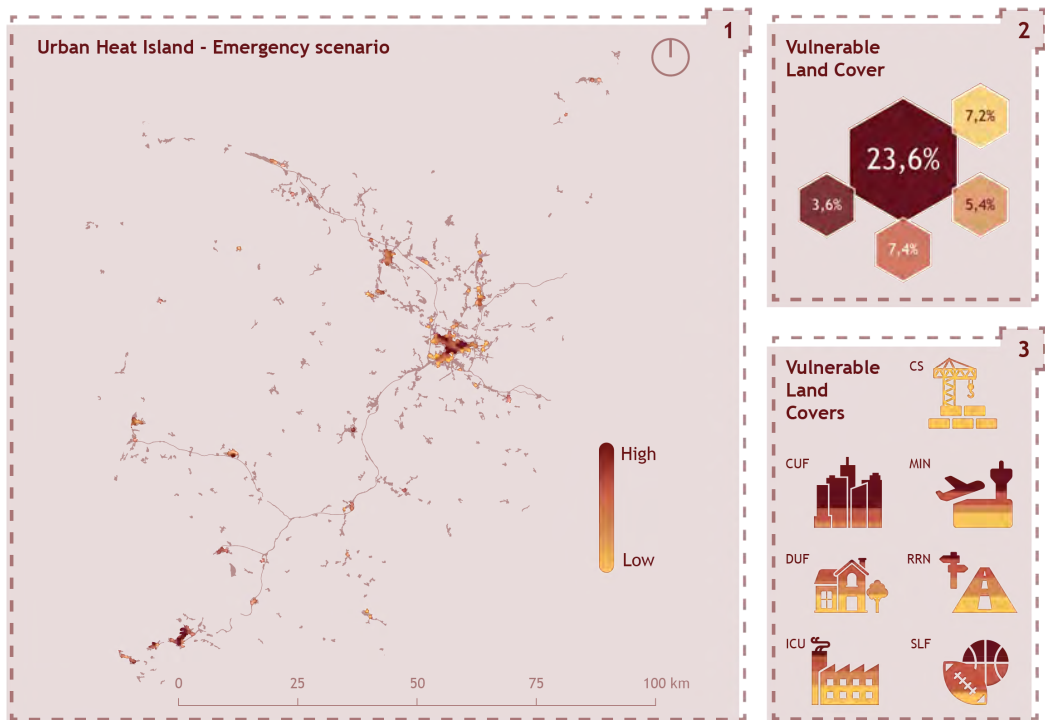 1
Urban Heat Island - Emergency scenario
High
Low
0 25 50 75 100 km
2
Vulnerable
Land Cover
7,2%
23,6%
3,6%
5,4%
7,4%
3
Vulnerable
Land
Covers
CS
CUF
MIN
DUF
RRN
ICU
SLF